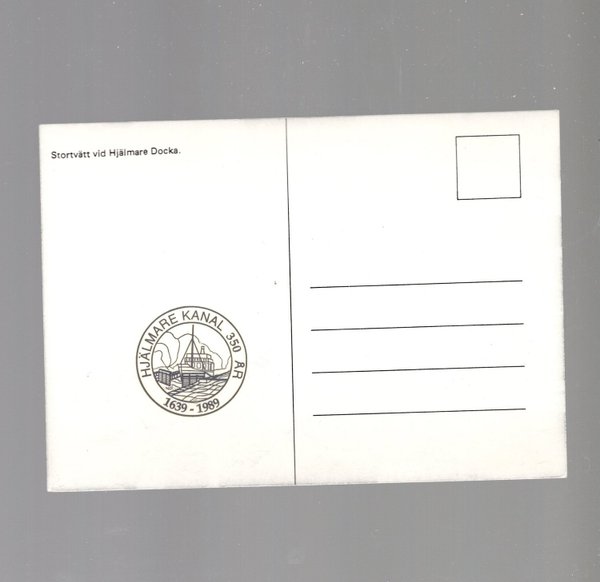 Stortvätt vid Hjälmare Docka.
HJÄLMARE KANAL 350 ÅR
1639 - 1989